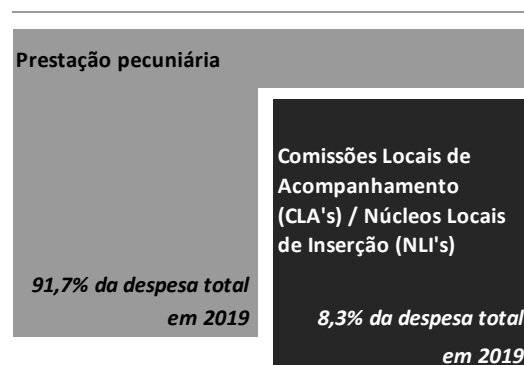 Prestação pecuniária
91,7% da despesa total
em 2019
Comissões Locais de
Acompanhamento
(CLA's) / Núcleos Locais
de Inserção (NLI's)
8,3% da despesa total
em 2019